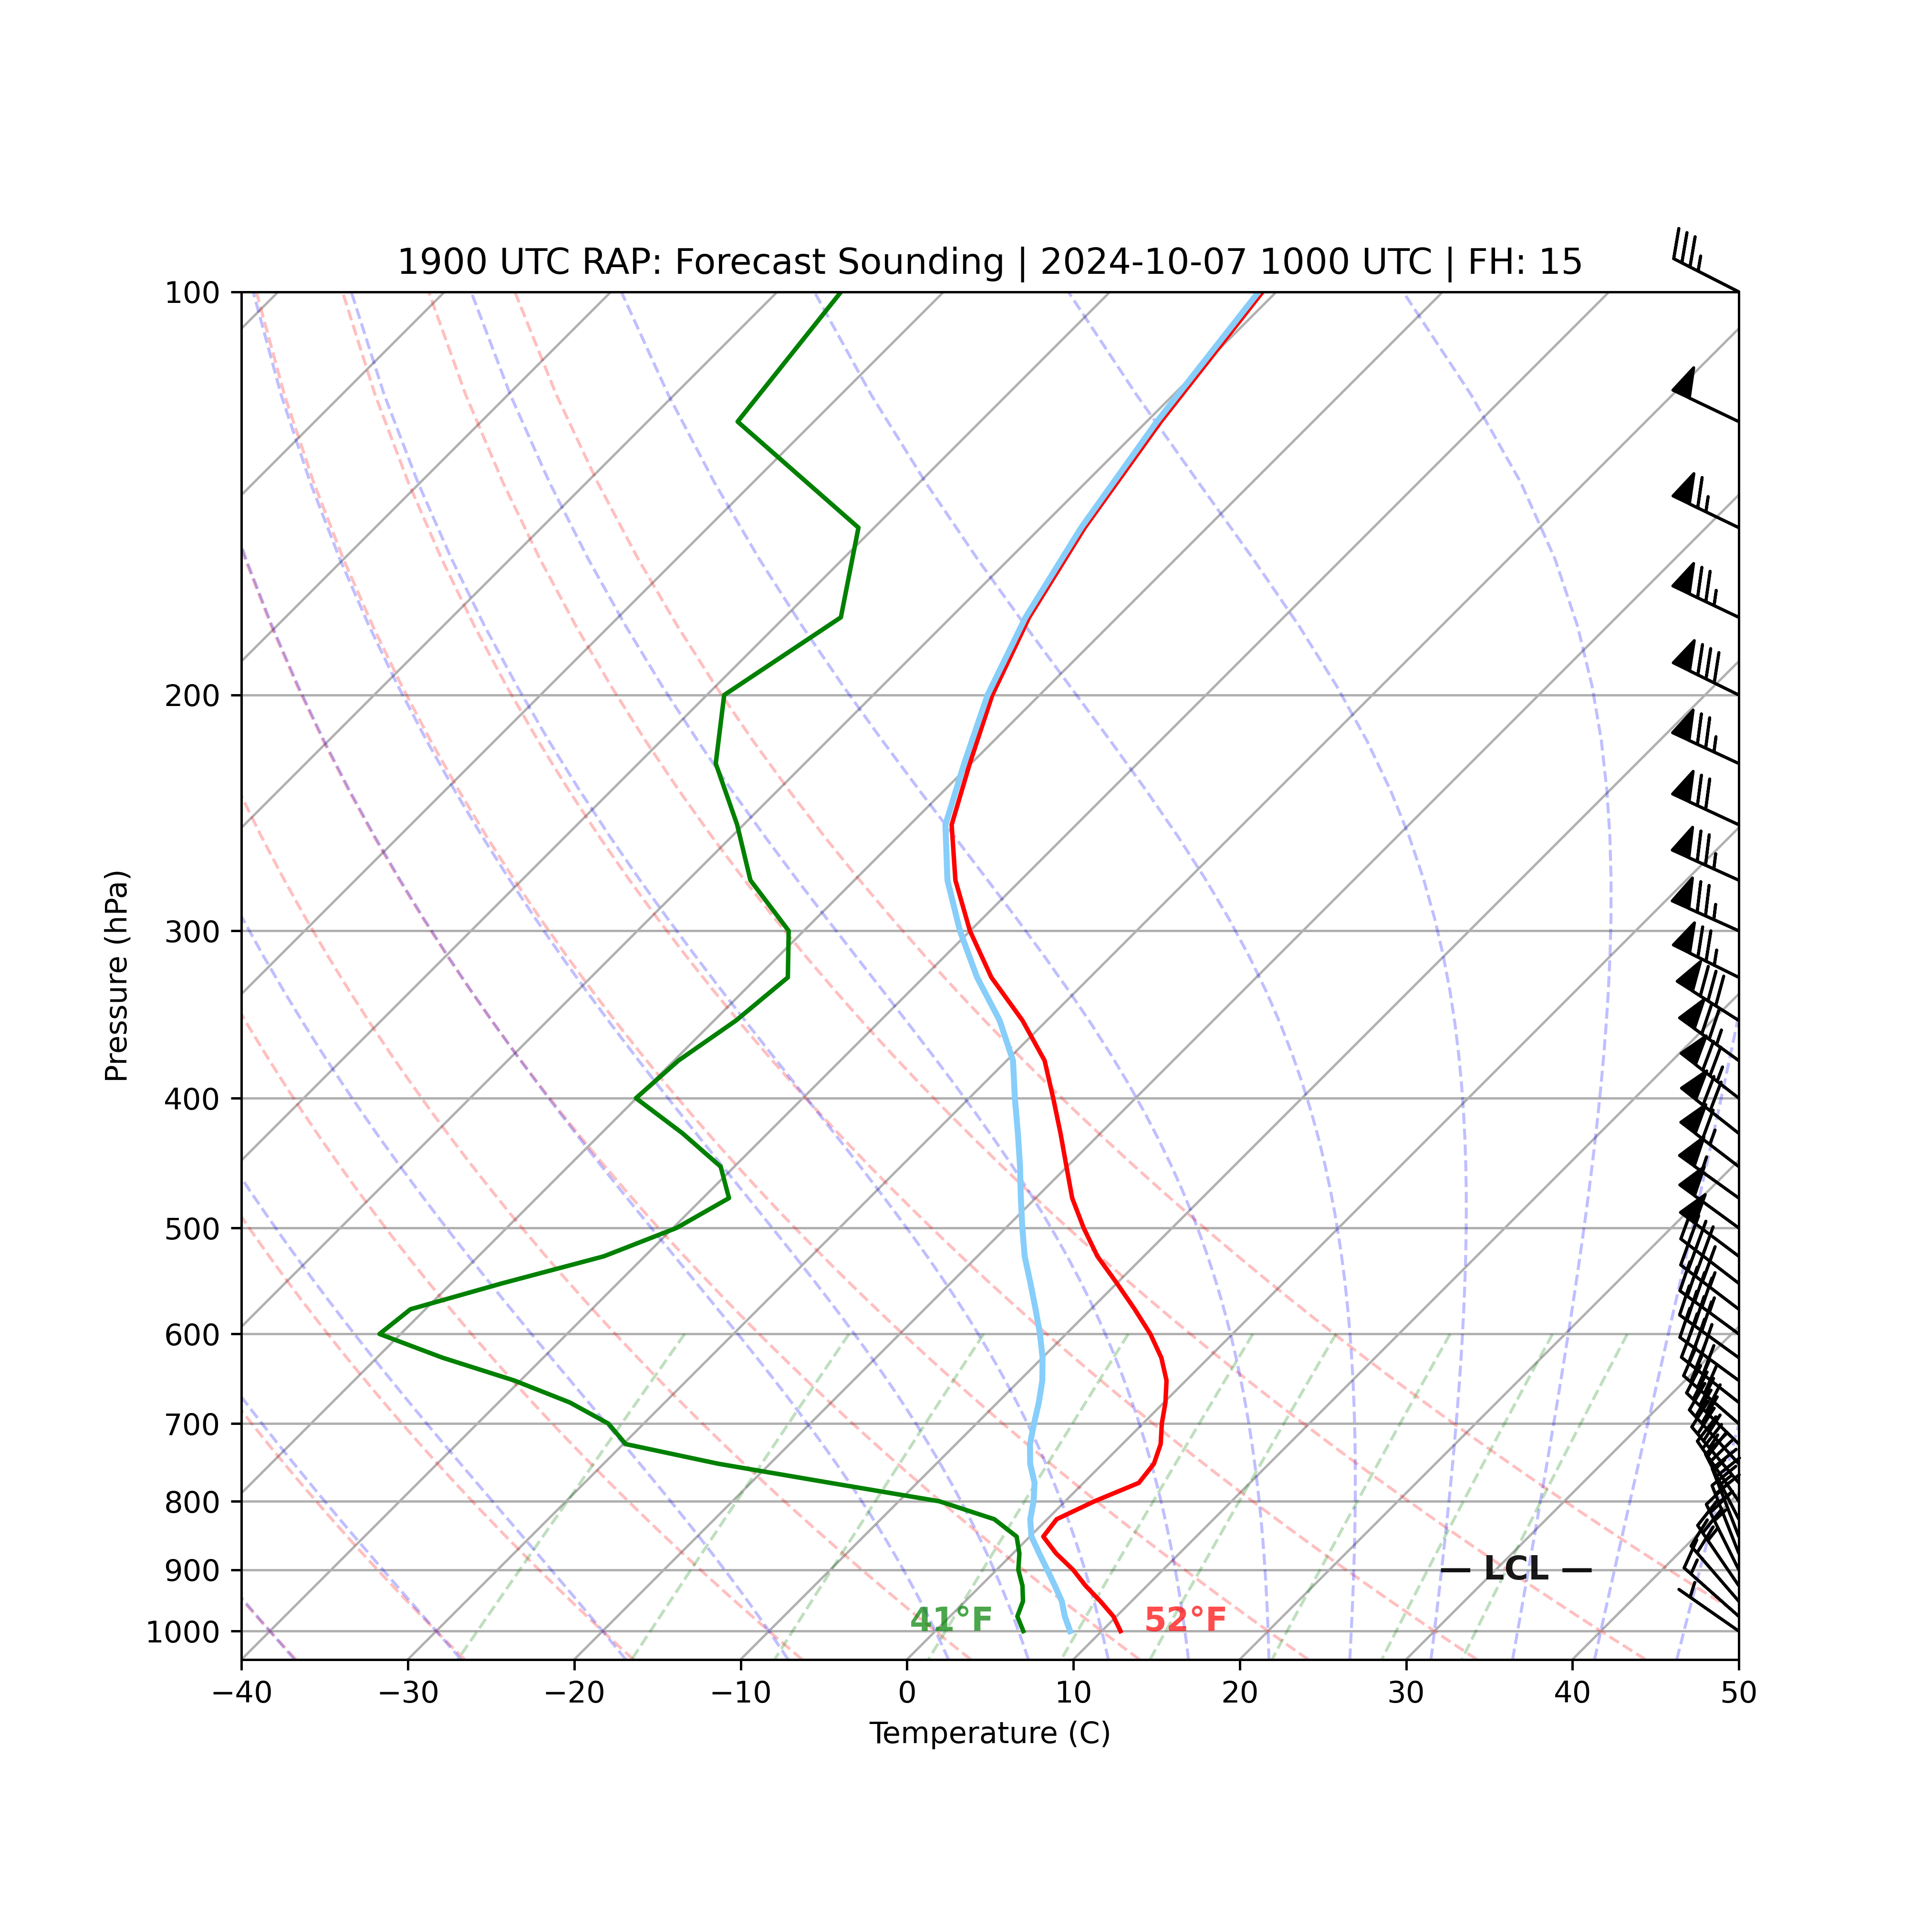 1900 UTC RAP: Forecast Sounding | 2024-10-07 1000 UTC | FH: 15
100
200
300
400
500
600
700
800
900
1000
Pressure (hPa)
— LCL —
41°F
52°F
−40 −30 −20 −10 0 10 20 30 40 50
Temperature (C)